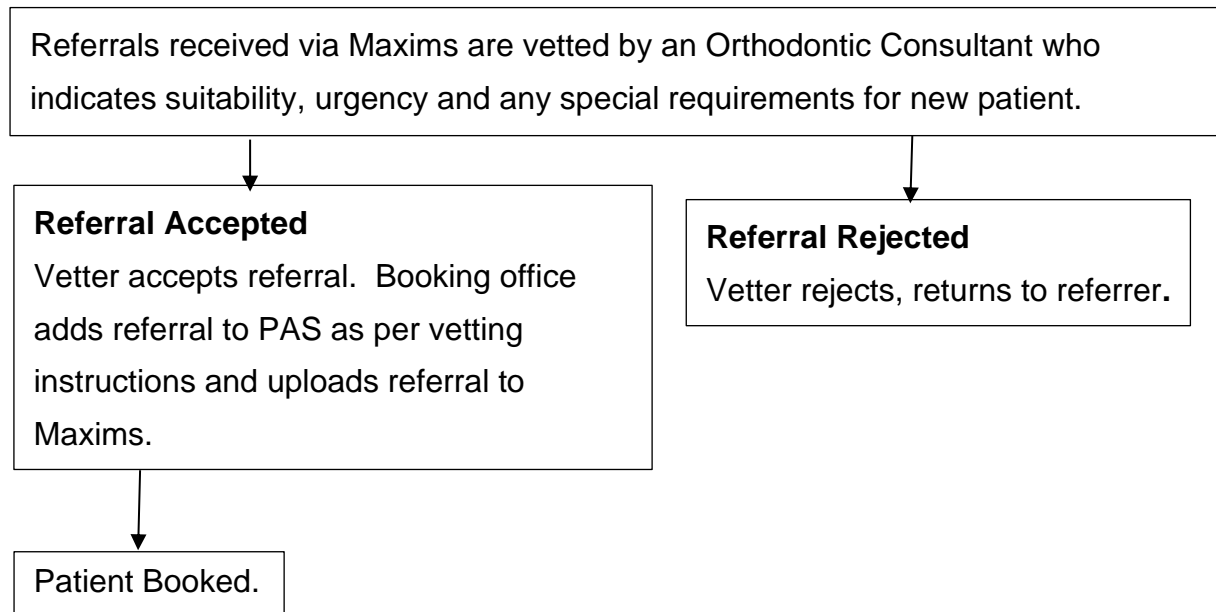 Referrals received via Maxims are vetted by an Orthodontic Consultant who
indicates suitability, urgency and any special requirements for new patient.
Referral Accepted
Vetter accepts referral.  Booking office
adds referral to PAS as per vetting
instructions and uploads referral to
Maxims.
Referral Rejected
Vetter rejects, returns to referrer.
Patient Booked.